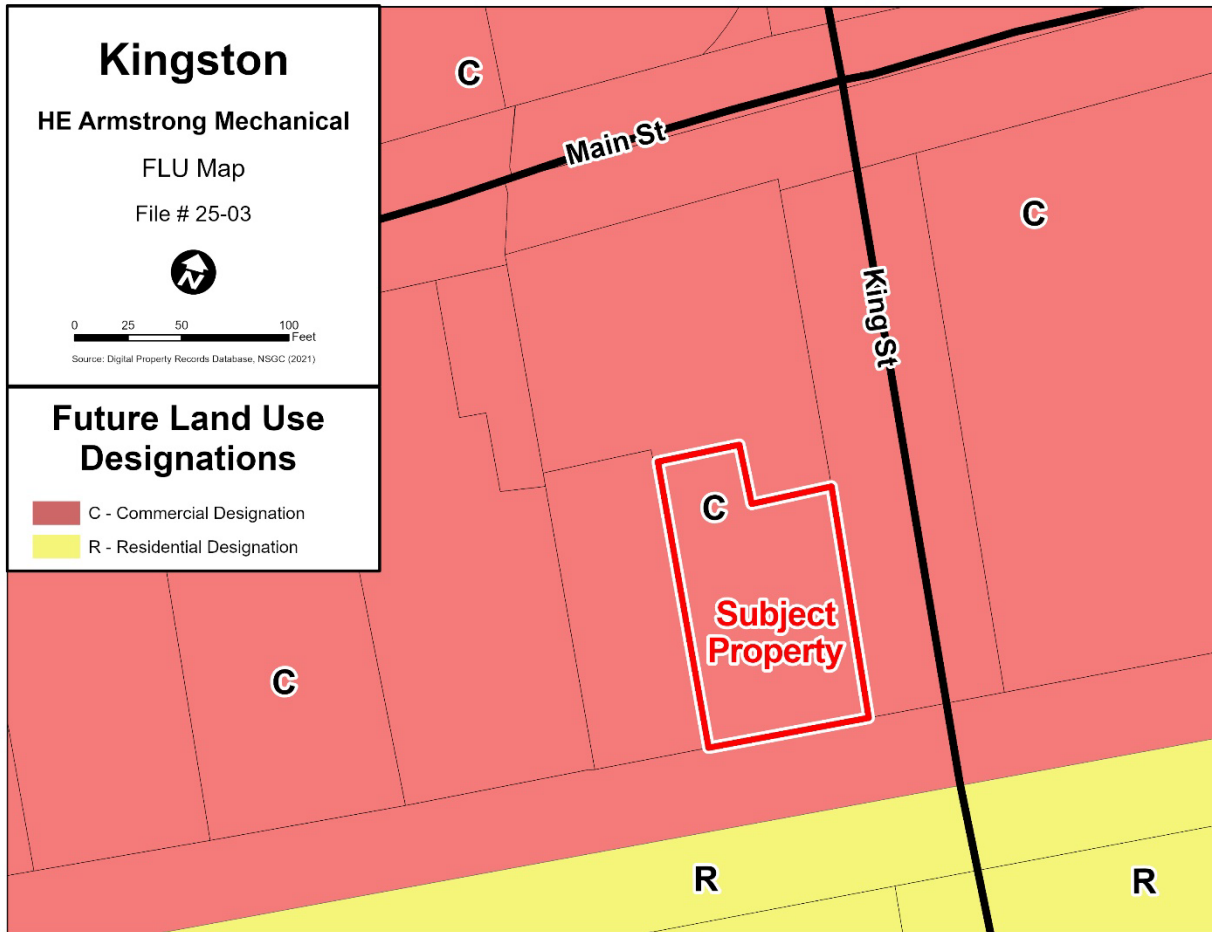 Kingston
HE Armstrong Mechanical
FLU Map
File # 25-03
N
0 25 50 100
Feet
Source: Digital Property Records Database, NSGC (2021)
Future Land Use
Designations
C - Commercial Designation
R - Residential Designation
C
Main St
C
King St
C
Subject
Property
C
R
R